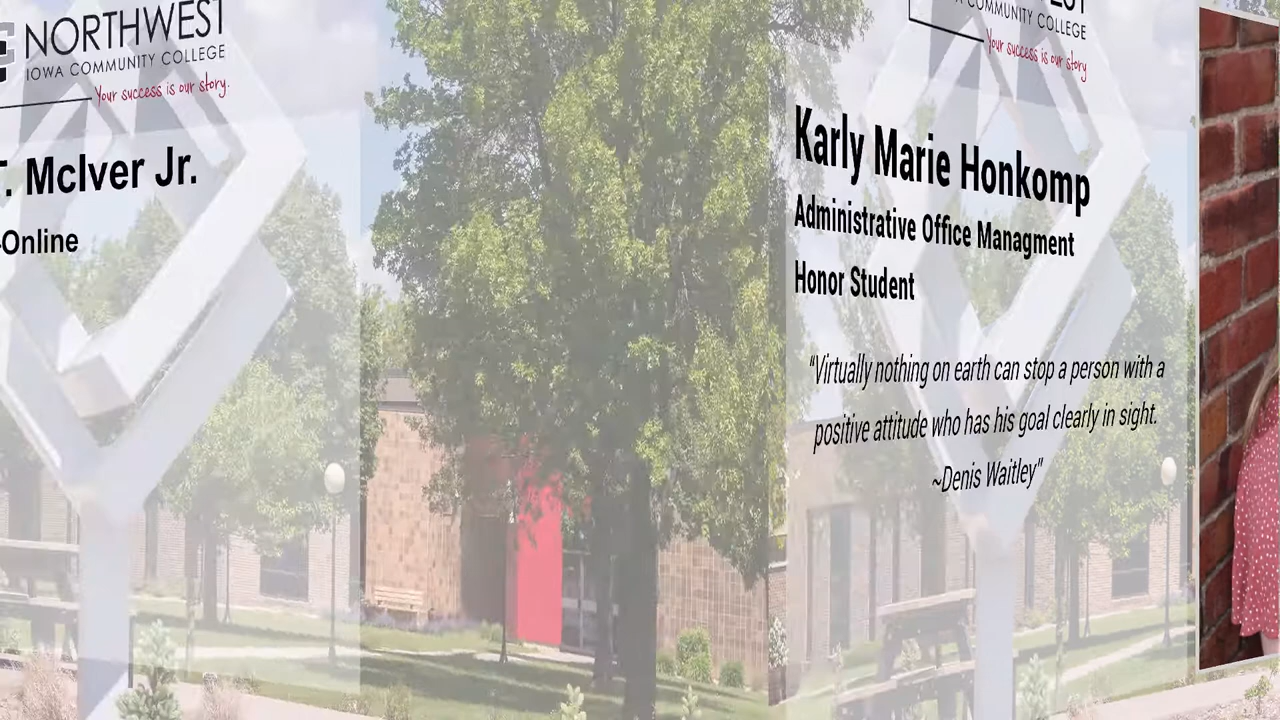 NORTHWEST
IOWA COMMUNITY COLLEGE
Your success is our story.
T. McIver Jr.
-Online
COMMUNITY COLLEGE
Your success is our story
Karly Marie Honkomp
Administrative Office Managment
Honor Student
"Virtually nothing on earth can stop a person with a
positive attitude who has his goal clearly in sight.
~Denis Waitley"